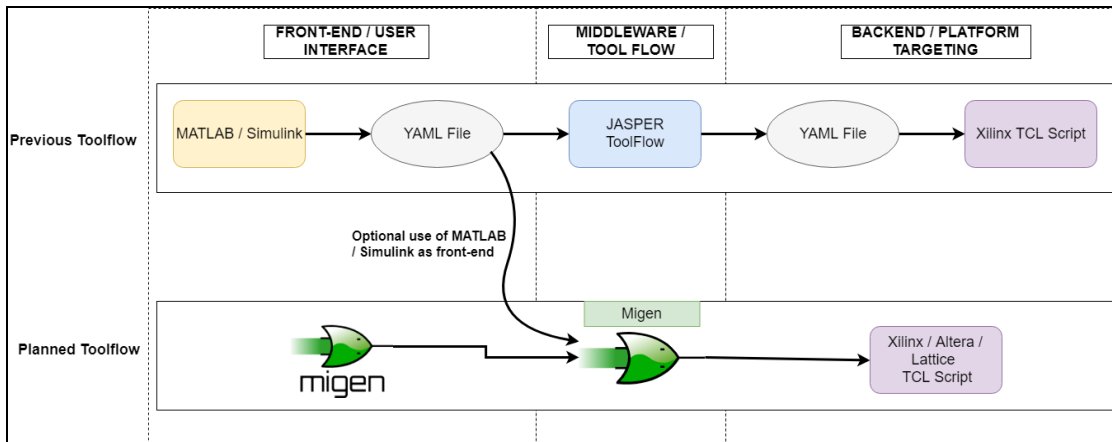 FRONT-END / USER
INTERFACE
MIDDLEWARE /
TOOL FLOW
BACKEND / PLATFORM
TARGETING
Previous Toolflow
MATLAB / Simulink
YAML File
JASPER
ToolFlow
YAML File
Xilinx TCL Script
Optional use of MATLAB
/ Simulink as front-end
Planned Toolflow
migen
Migen
Xilinx / Altera /
Lattice
TCL Script